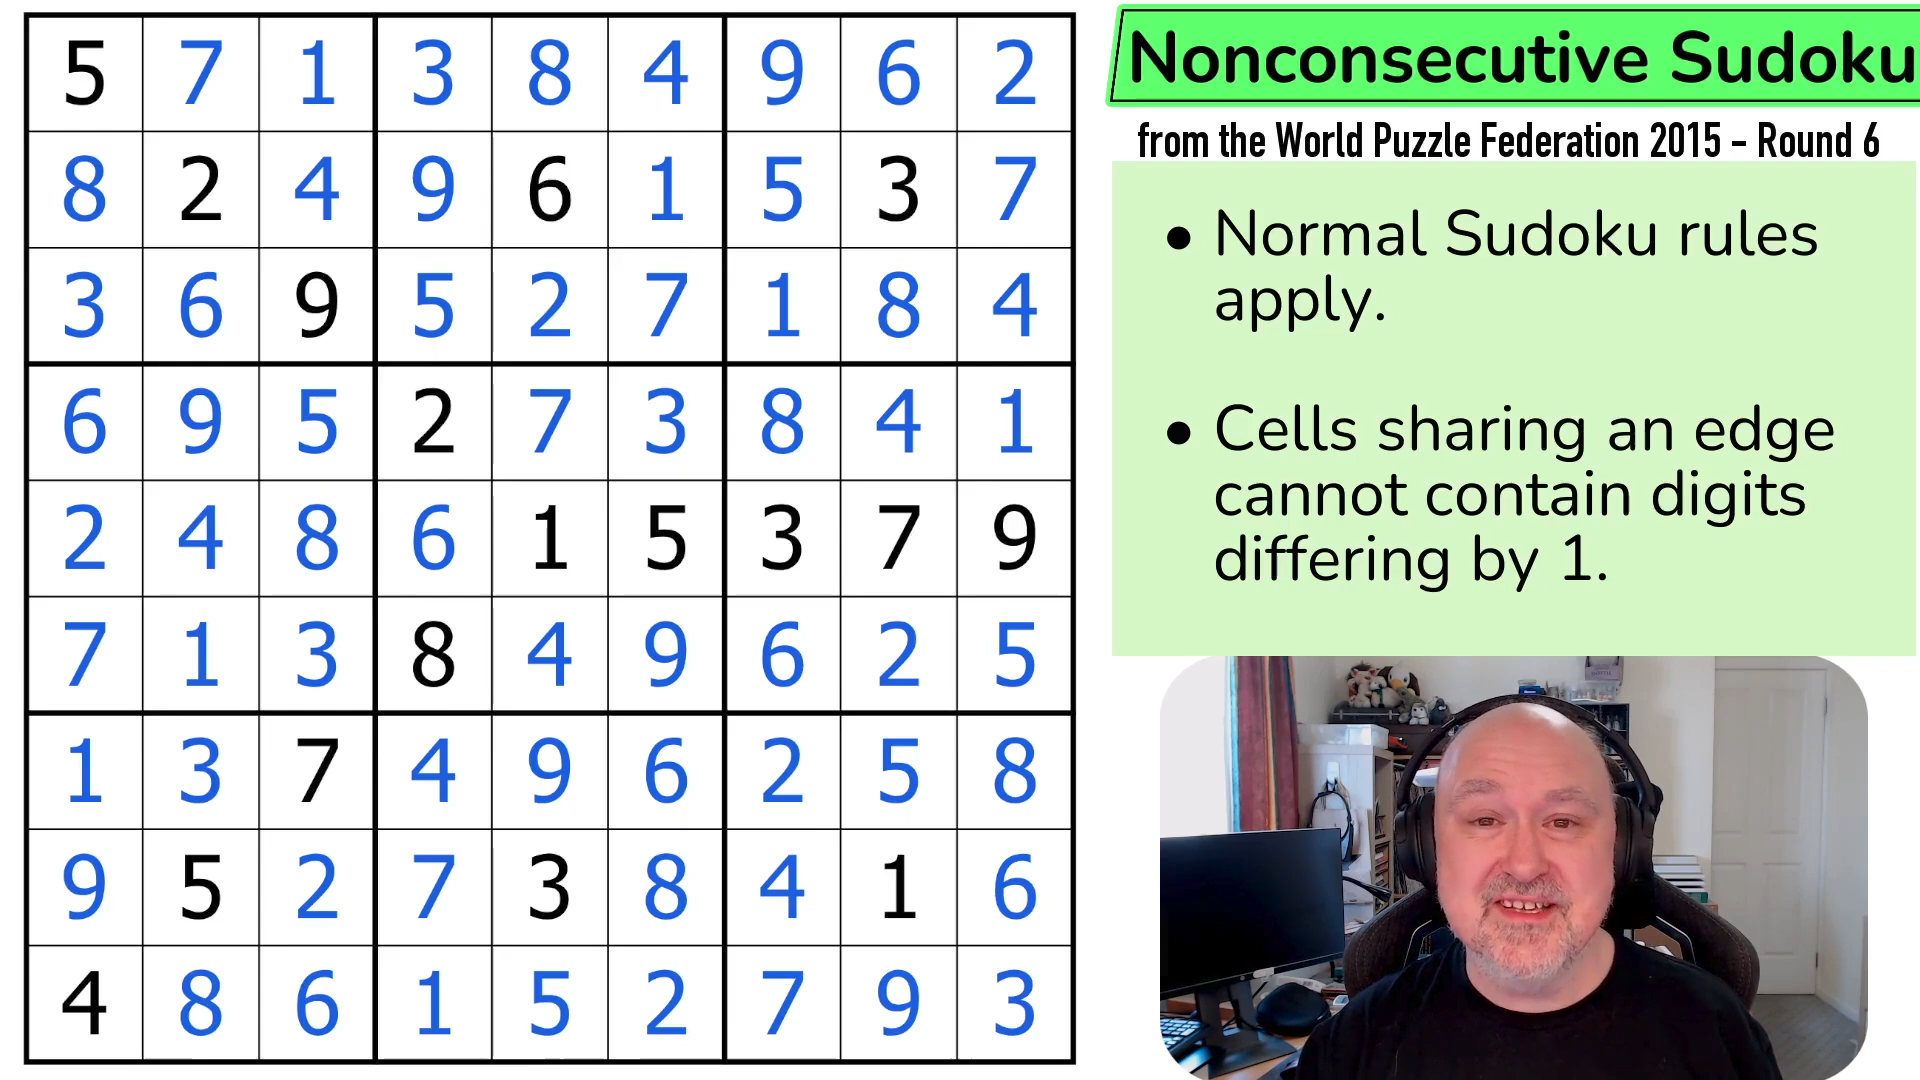 5 7 1 3 8 4 9 6 2
8 2 4 9 6 1 5 3 7
3 6 9 5 2 7 1 8 4
6 9 5 2 7 3 8 4 1
2 4 8 6 1 5 3 7 9
7 1 3 8 4 9 6 2 5
1 3 7 4 9 6 2 5 8
9 5 2 7 3 8 4 1 6
4 8 6 1 5 2 7 9 3
Nonconsecutive Sudoku
from the World Puzzle Federation 2015 - Round 6
• Normal Sudoku rules
apply.
• Cells sharing an edge
cannot contain digits
differing by 1.